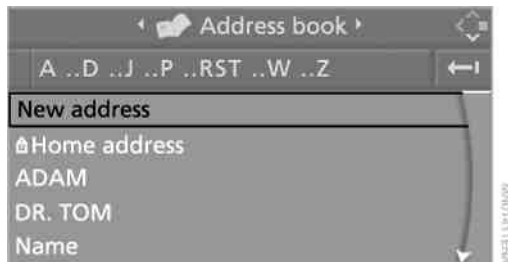 Address book
A ..D ..J ..P ..RST ..W ..Z
New address
Home address
ADAM
DR. TOM
Name